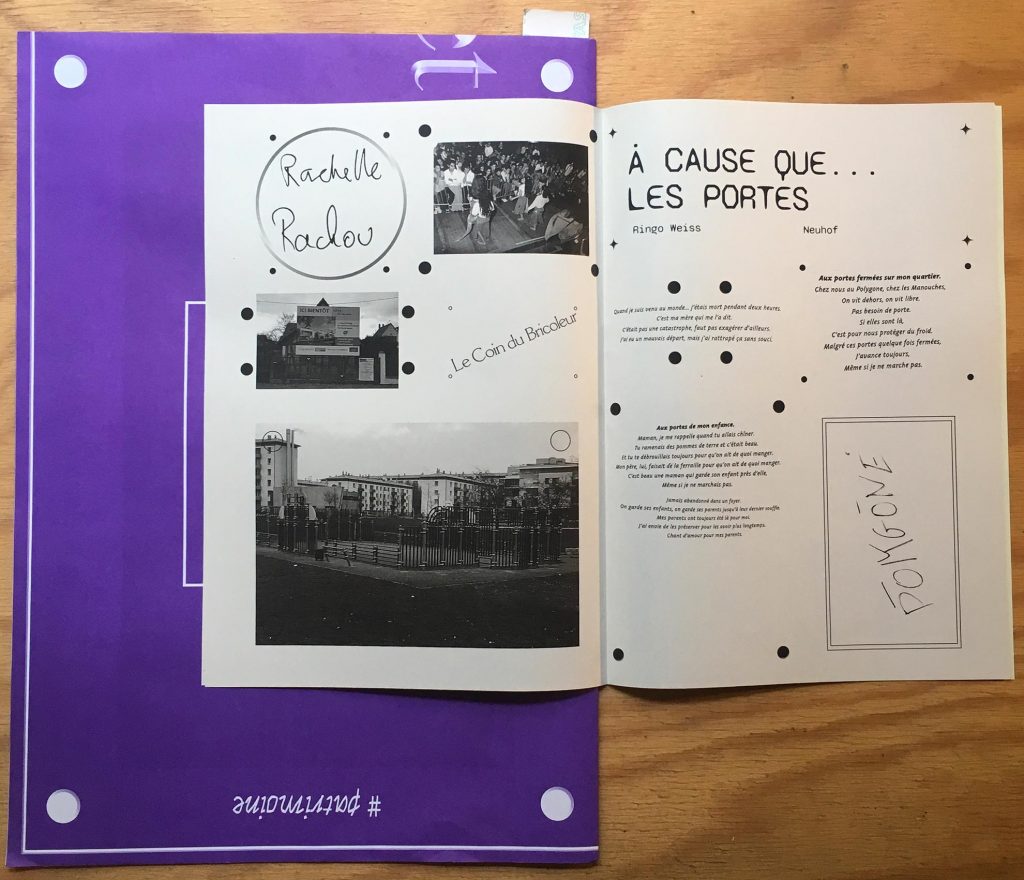 #patrimoine
Rachelle
Rachou
ICI BIENTÔT
Le Coin du Bricoleur
À CAUSE QUE...
LES PORTES
Ringo Weiss
Neuhof
Quand je suis venu au monde... j'étais mort pendant deux heures.
C'est ma mère qui me l'a dit.
C'était pas une catastrophe, faut pas exagérer d'ailleurs.
J'ai eu un mauvais départ, mais j'ai rattrapé ça sans souci.
Aux portes de mon enfance.
Maman, je me rappelle quand tu allais chîner.
Tu ramenais des pommes de terre et c'était beau.
Et tu te débrouillais toujours pour qu'on ait de quoi manger.
Mon père, lui, faisait de la ferraille pour qu'on ait de quoi manger.
C'est beau une maman qui garde son enfant près d'elle,
Même si je ne marchais pas.
Jamais abandonné dans un foyer.
On garde ses enfants, on garde ses parents jusqu'à leur dernier souffle.
Mes parents ont toujours été là pour moi.
J'ai envie de les préserver pour les avoir plus longtemps.
Chant d'amour pour mes parents.
Aux portes fermées sur mon quartier.
Chez nous au Polygone, chez les Manouches,
On vit dehors, on vit libre.
Pas besoin de porte.
Si elles sont là,
C'est pour nous protéger du froid.
Malgré ces portes quelque fois fermées,
J'avance toujours,
Même si je ne marche pas.